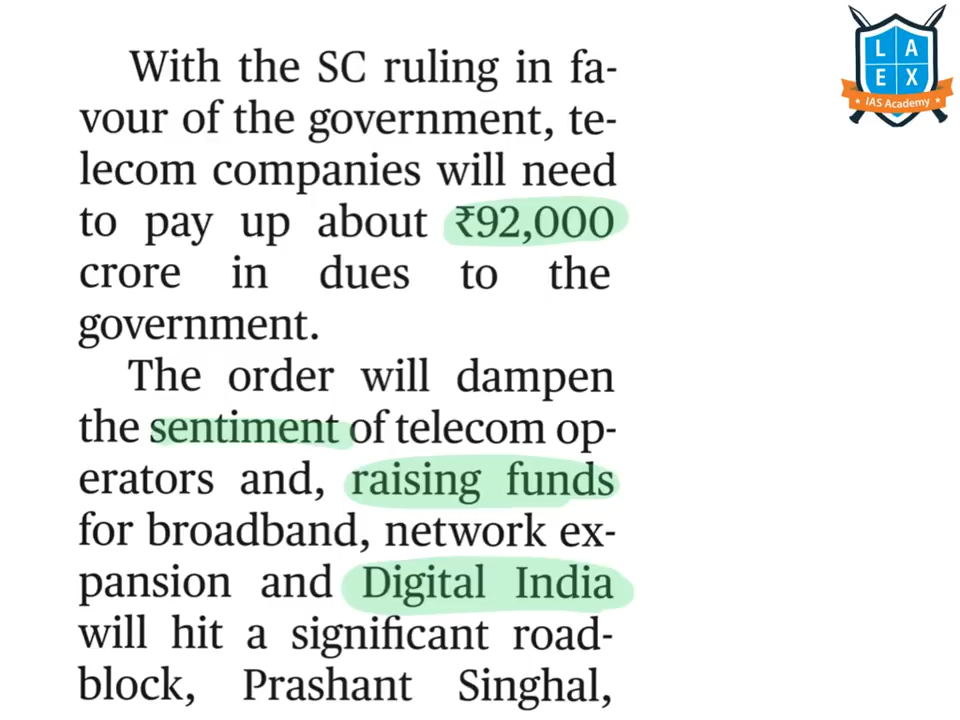 L A
E X
IAS Academy
With the SC ruling in fa-
vour of the government, te-
lecom companies will need
to pay up about ₹92,000
crore in dues to the
government.
The order will dampen
the sentiment of telecom op-
erators and, raising funds
for broadband, network ex-
pansion and Digital India
will hit a significant road-
block, Prashant Singhal,